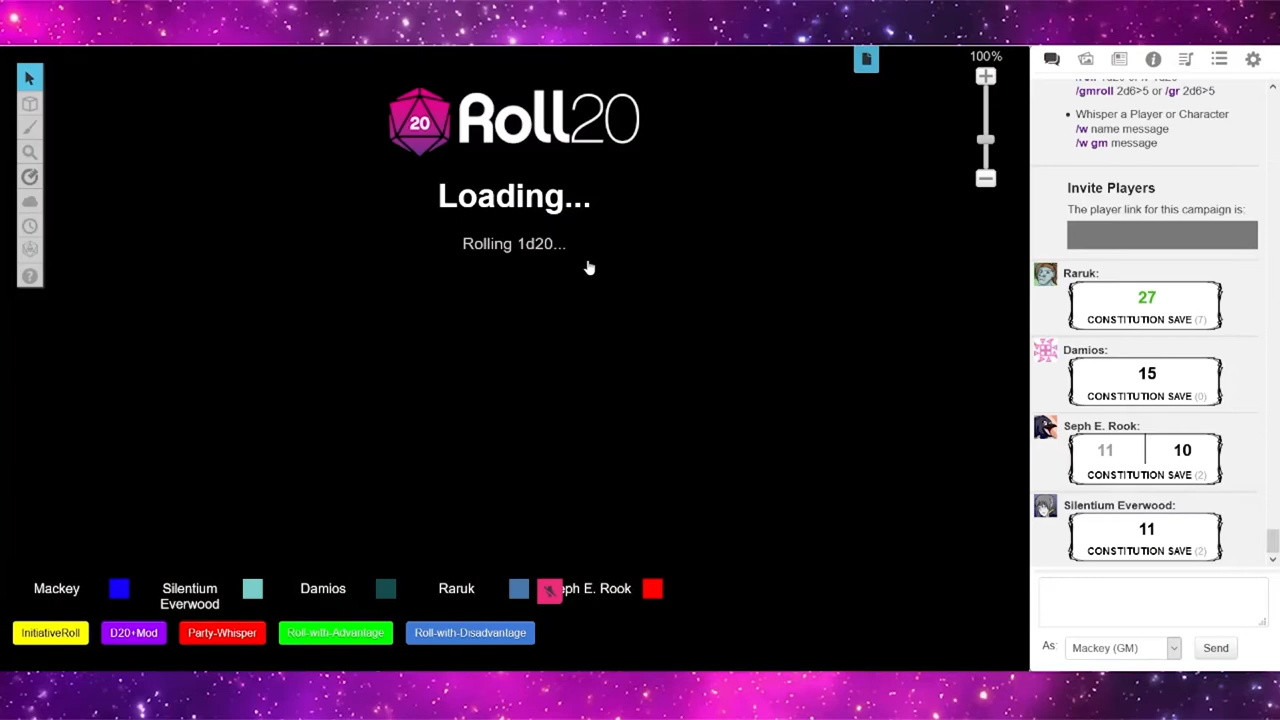 20 Roll20
Loading...
Rolling 1d20...
100%
/gmroll 2d6>5 or /gr 2d6>5
Whisper a Player or Character
/w name message
/w gm message
Invite Players
The player link for this campaign is:
Raruk:
27
CONSTITUTION SAVE (7)
Damios:
15
CONSTITUTION SAVE (0)
Seph E. Rook:
11 10
CONSTITUTION SAVE (2)
Silentium Everwood:
11
CONSTITUTION SAVE (2)
Mackey
Silentium
Everwood
Damios
Raruk
eph E. Rook
InitiativeRoll
D20+Mod
Party-Whisper
Roll-with-Advantage
Roll-with-Disadvantage
As:
Mackey (GM)
Send